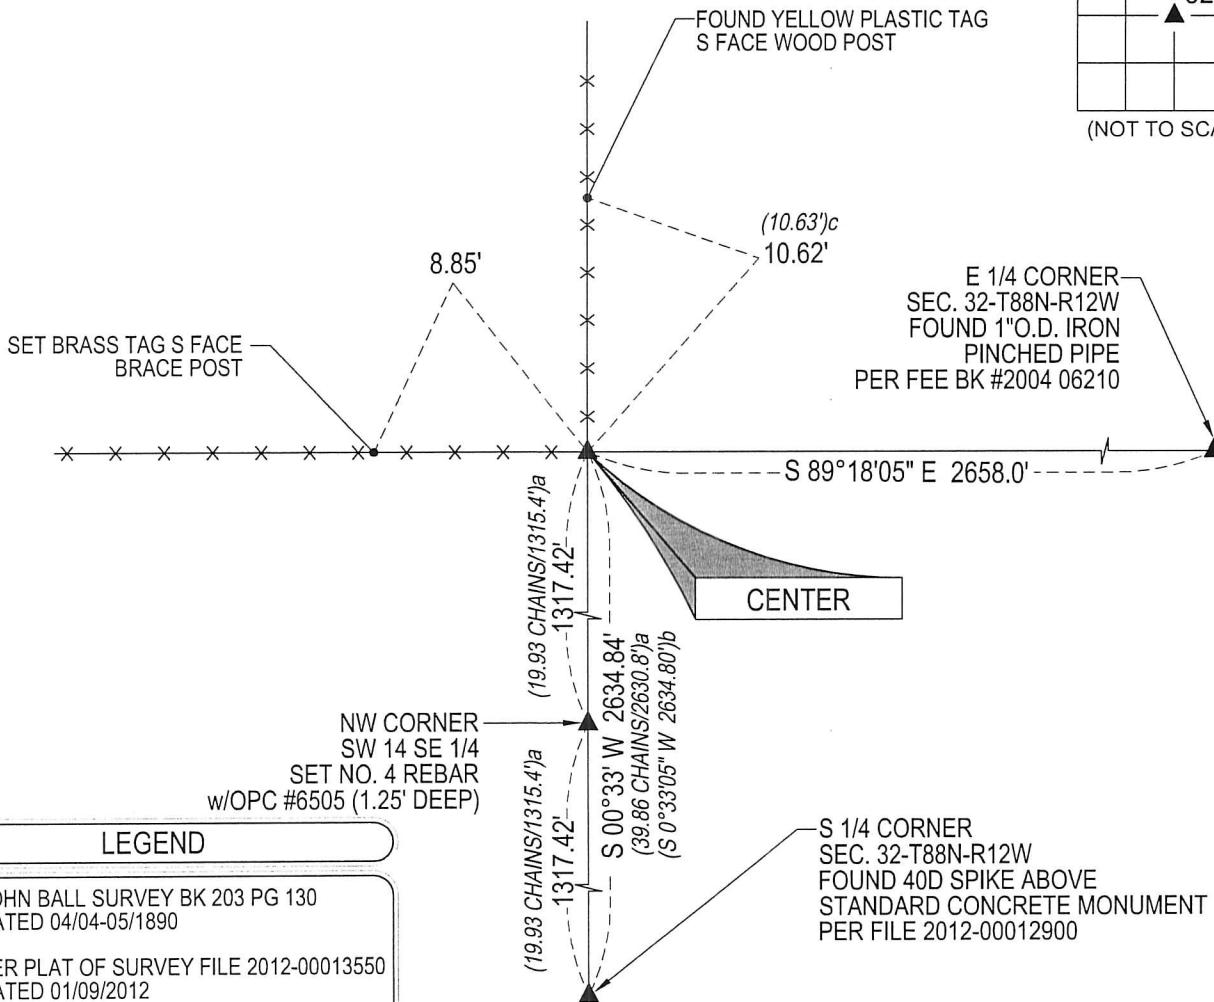 FOUND YELLOW PLASTIC TAG
S FACE WOOD POST
(NOT TO
(10.63')c
10.62'
8.85'
E 1/4 CORNER
SEC. 32-T88N-R12W
FOUND 1"O.D. IRON
PINCHED PIPE
PER FEE BK #2004 06210
SET BRASS TAG S FACE
BRACE POST
S 89°18'05" E 2658.0'
(19.93 CHAINS/1315.4')a
1317.42'
CENTER
S 00°33' W 2634.84'
(39.86 CHAINS/2630.8')a
(S 0°33'05" W 2634.80')b
NW CORNER
SW 14 SE 1/4
SET NO. 4 REBAR
w/OPC #6505 (1.25' DEEP)
(19.93 CHAINS/1315.4')a
1317.42'
S 1/4 CORNER
SEC. 32-T88N-R12W
FOUND 40D SPIKE ABOVE
STANDARD CONCRETE MONUMENT
PER FILE 2012-00012900
LEGEND
OHN BALL SURVEY BK 203 PG 130
ATED 04/04-05/1890
ER PLAT OF SURVEY FILE 2012-00013550
ATED 01/09/2012